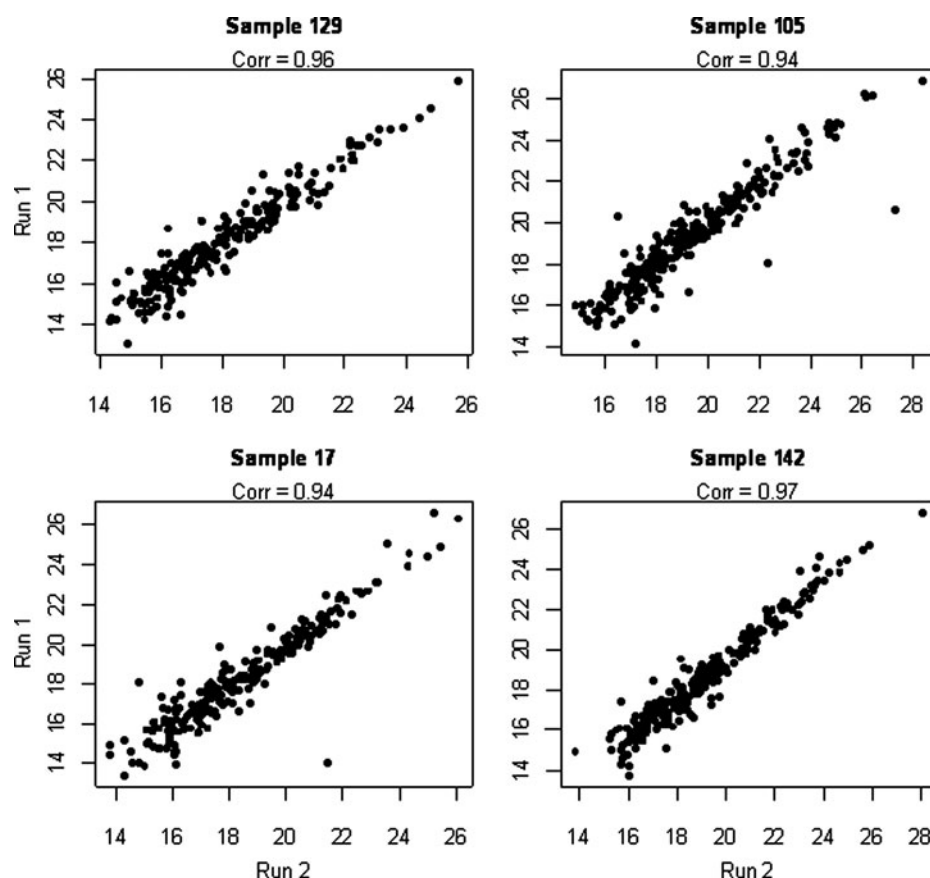 Sample 129
Corr = 0.96
Run 1
26
24
22
20
18
16
14
14 16 18 20 22 24 26
Sample 105
Corr = 0.94
26
24
22
20
18
16
14
16 18 20 22 24 26 28
Sample 17
Corr = 0.94
Run 1
26
24
22
20
18
16
14
14 16 18 20 22 24 26
Run 2
Sample 142
Corr = 0.97
26
24
22
20
18
16
14
14 16 18 20 22 24 26 28
Run 2